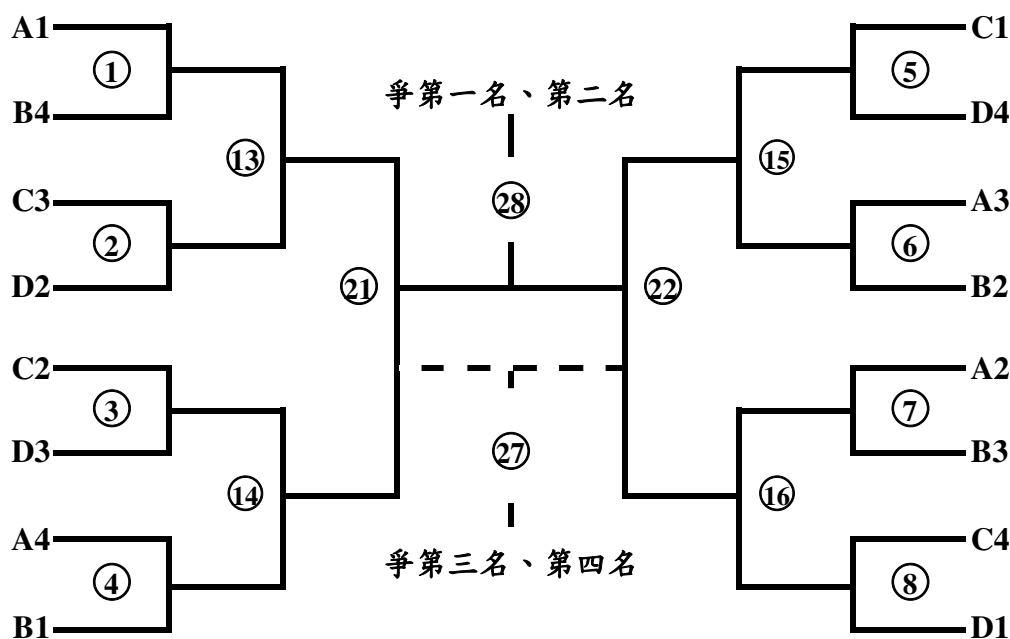 A1
C1
①
⑤
爭第一名、第二名
B4
D4
⑬
⑮
C3
A3
㉘
②
⑥
D2
B2
㉑
㉒
C2
A2
③
⑦
D3
B3
㉗
⑭
⑯
A4
C4
爭第三名、第四名
④
⑧
B1
D1